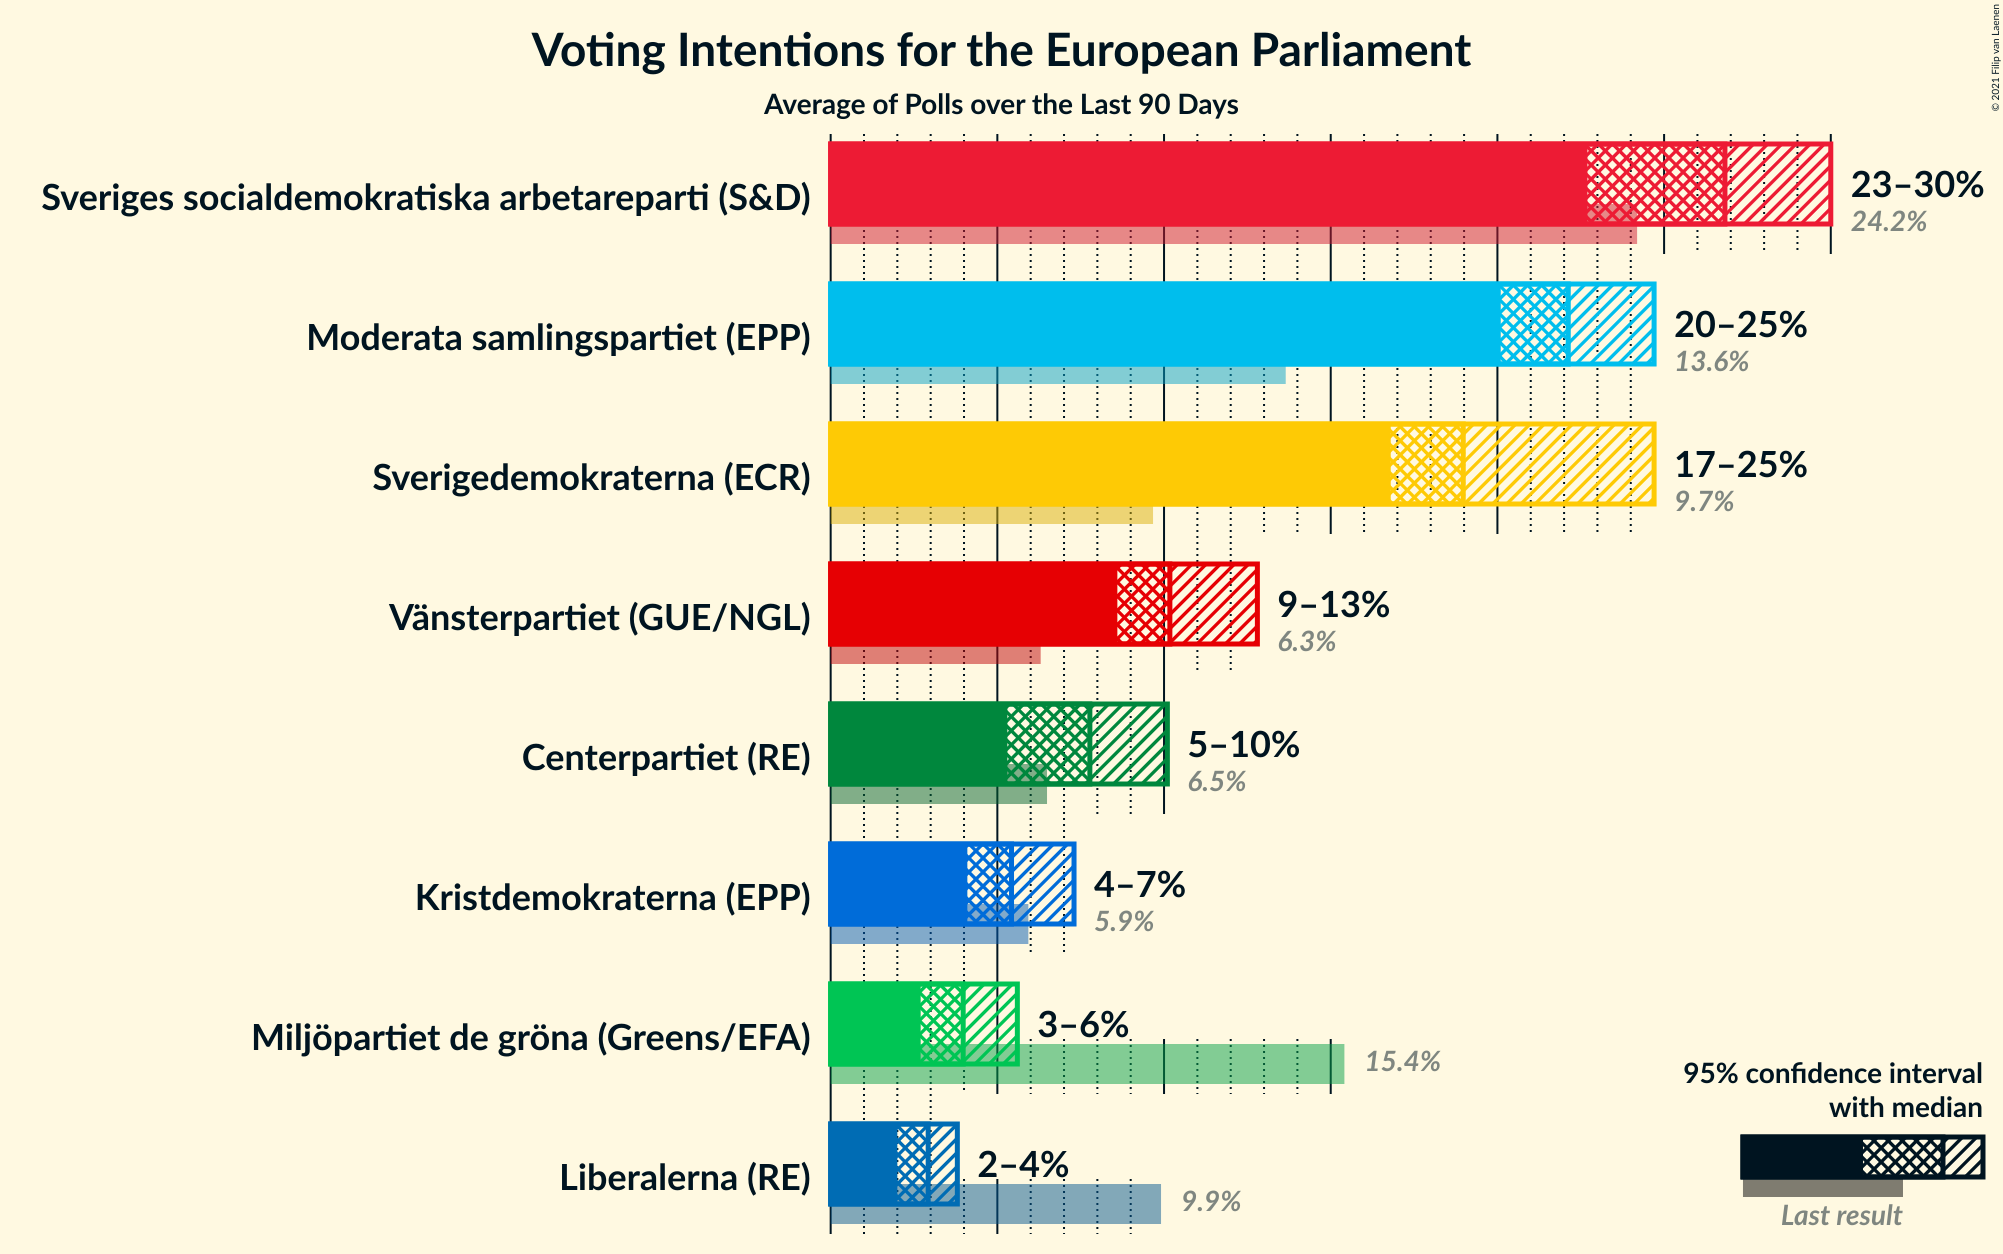 Voting Intentions for the European Parliament
Average of Polls over the Last 90 Days
© 2021 Filip van Laenen
Sveriges socialdemokratiska arbetareparti (S&D)
23–30%
24.2%
Moderata samlingspartiet (EPP)
20–25%
13.6%
Sverigedemokraterna (ECR)
17–25%
9.7%
Vänsterpartiet (GUE/NGL)
9–13%
6.3%
Centerpartiet (RE)
5–10%
6.5%
Kristdemokraterna (EPP)
4–7%
5.9%
Miljöpartiet de gröna (Greens/EFA)
3–6%
15.4%
Liberalerna (RE)
2–4%
9.9%
95% confidence interval
with median
Last result